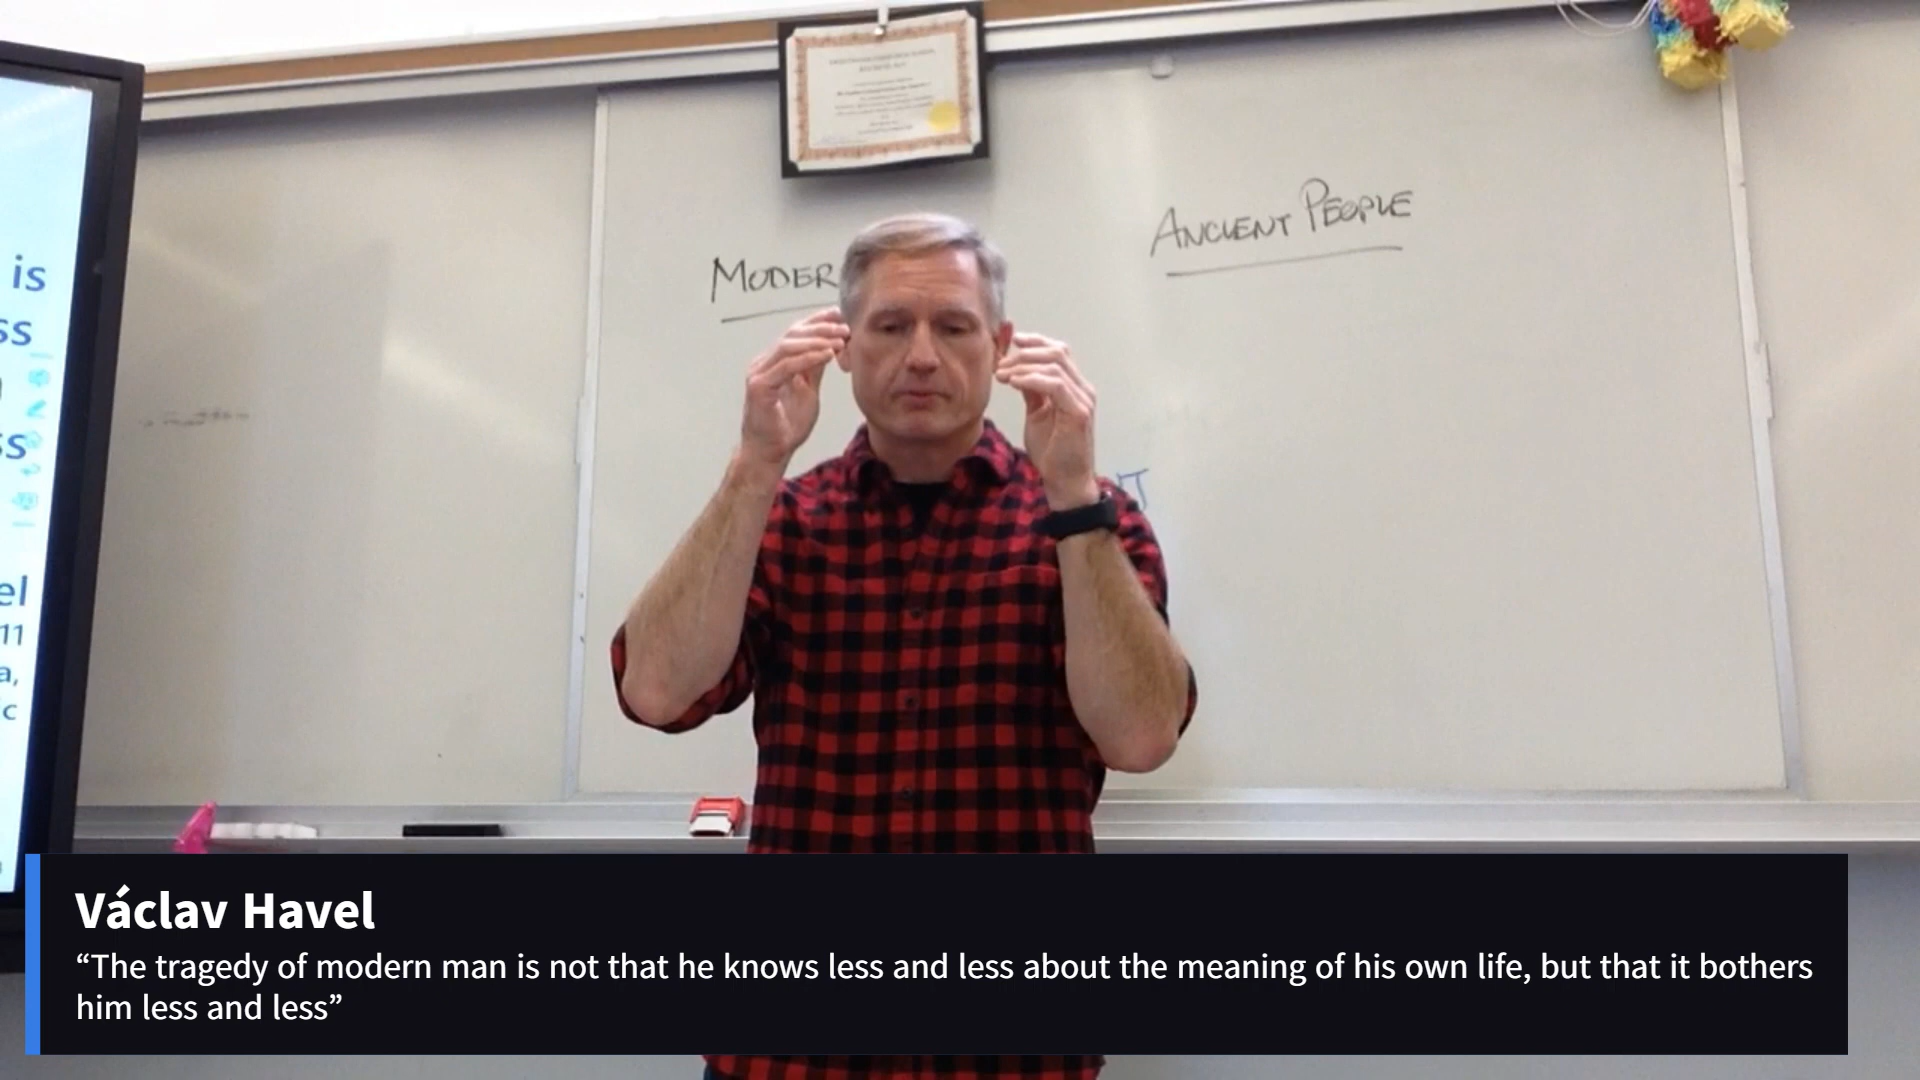 is
ss
ss
el
11
a,
ic
MODER
ANCIENT PEOPLE
NT
Václav Havel
“The tragedy of modern man is not that he knows less and less about the meaning of his own life, but that it bothers
him less and less”